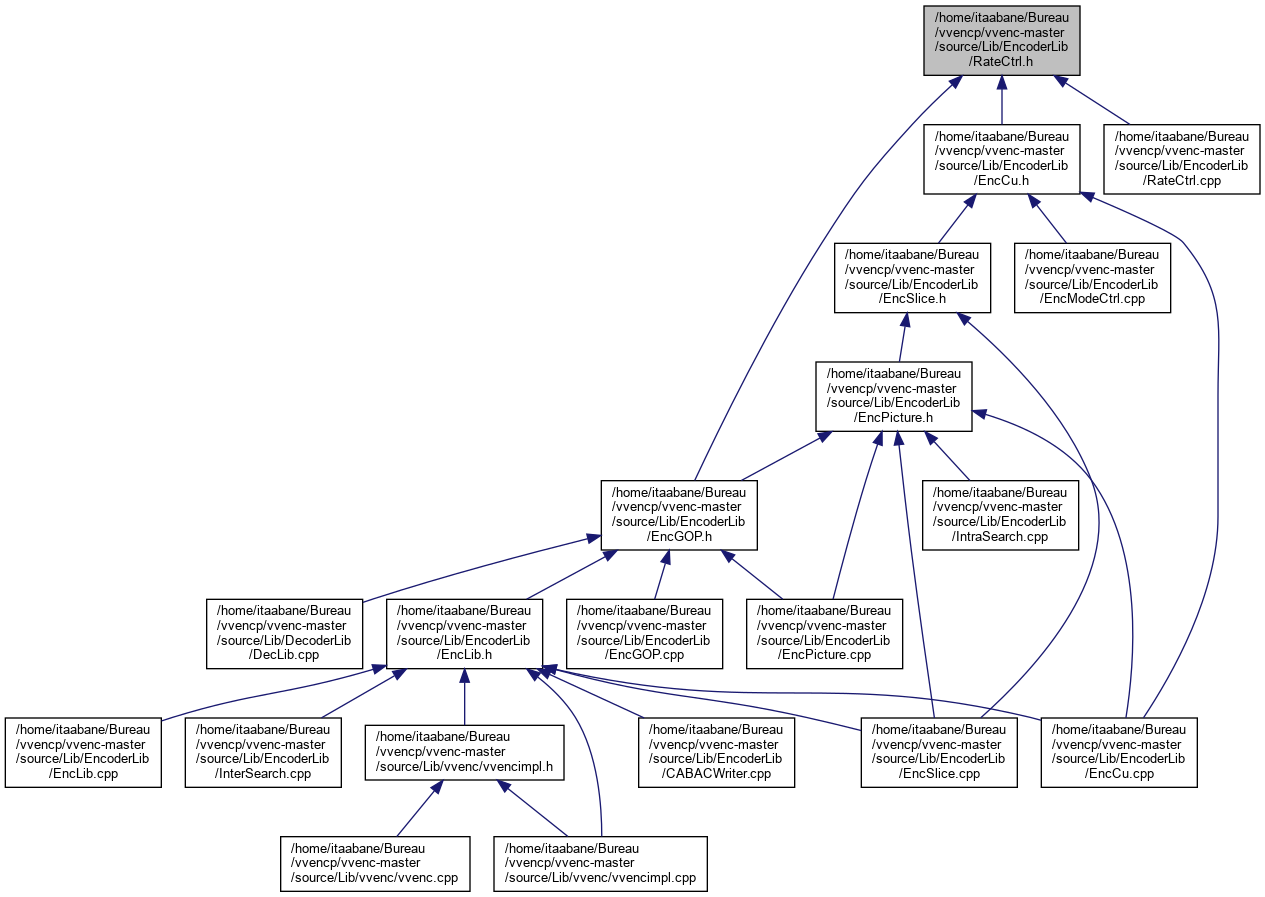 /home/itaabane/Bureau
/vvencp/vvenc-master
/source/Lib/EncoderLib
/RateCtrl.h
/home/itaabane/Bureau
/vvencp/vvenc-master
/source/Lib/EncoderLib
/EncCu.h
/home/itaabane/Bureau
/vvencp/vvenc-master
/source/Lib/EncoderLib
/RateCtrl.cpp
/home/itaabane/Bureau
/vvencp/vvenc-master
/source/Lib/EncoderLib
/EncSlice.h
/home/itaabane/Bureau
/vvencp/vvenc-master
/source/Lib/EncoderLib
/EncModeCtrl.cpp
/home/itaabane/Bureau
/vvencp/vvenc-master
/source/Lib/EncoderLib
/EncPicture.h
/home/itaabane/Bureau
/vvencp/vvenc-master
/source/Lib/EncoderLib
/EncGOP.h
/home/itaabane/Bureau
/vvencp/vvenc-master
/source/Lib/EncoderLib
/IntraSearch.cpp
/home/itaabane/Bureau
/vvencp/vvenc-master
/source/Lib/DecoderLib
/DecLib.cpp
/home/itaabane/Bureau
/vvencp/vvenc-master
/source/Lib/EncoderLib
/EncLib.h
/home/itaabane/Bureau
/vvencp/vvenc-master
/source/Lib/EncoderLib
/EncGOP.cpp
/home/itaabane/Bureau
/vvencp/vvenc-master
/source/Lib/EncoderLib
/EncPicture.cpp
/home/itaabane/Bureau
/vvencp/vvenc-master
/source/Lib/EncoderLib
/EncLib.cpp
/home/itaabane/Bureau
/vvencp/vvenc-master
/source/Lib/EncoderLib
/InterSearch.cpp
/home/itaabane/Bureau
/vvencp/vvenc-master
/source/Lib/vvenc/vvencimpl.h
/home/itaabane/Bureau
/vvencp/vvenc-master
/source/Lib/EncoderLib
/CABACWriter.cpp
/home/itaabane/Bureau
/vvencp/vvenc-master
/source/Lib/EncoderLib
/EncSlice.cpp
/home/itaabane/Bureau
/vvencp/vvenc-master
/source/Lib/EncoderLib
/EncCu.cpp
/home/itaabane/Bureau
/vvencp/vvenc-master
/source/Lib/vvenc/vvenc.cpp
/home/itaabane/Bureau
/vvencp/vvenc-master
/source/Lib/vvenc/vvencimpl.cpp